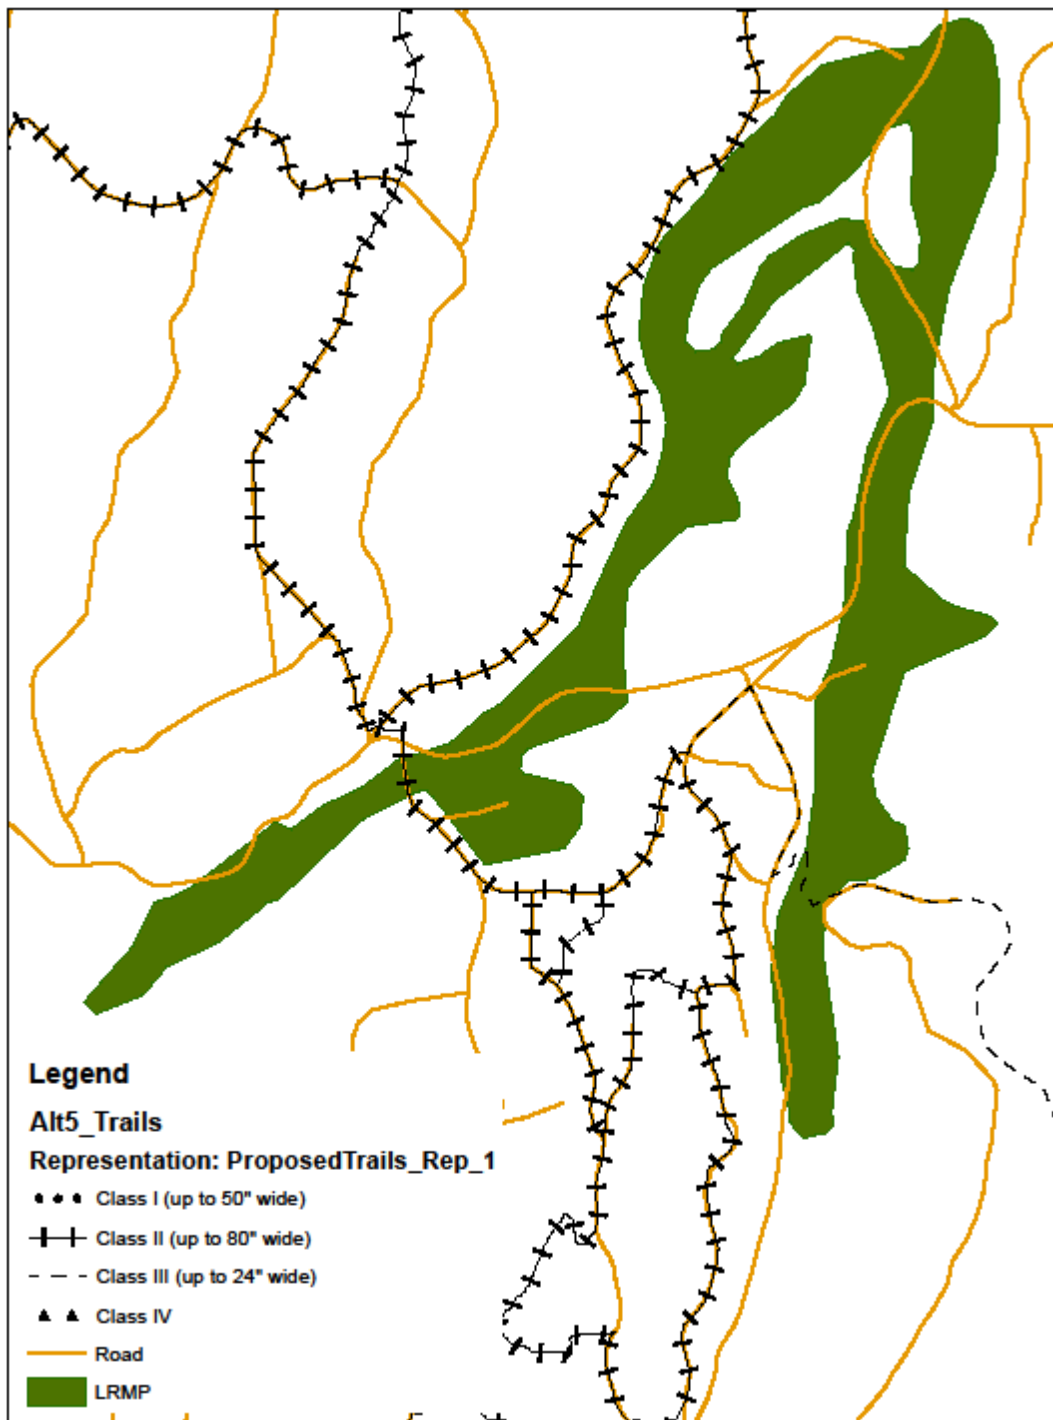 Legend
Alt5_Trails
Representation: ProposedTrails_Rep_1
Class I (up to 50" wide)
Class II (up to 80" wide)
Class III (up to 24" wide)
Class IV
Road
LRMP